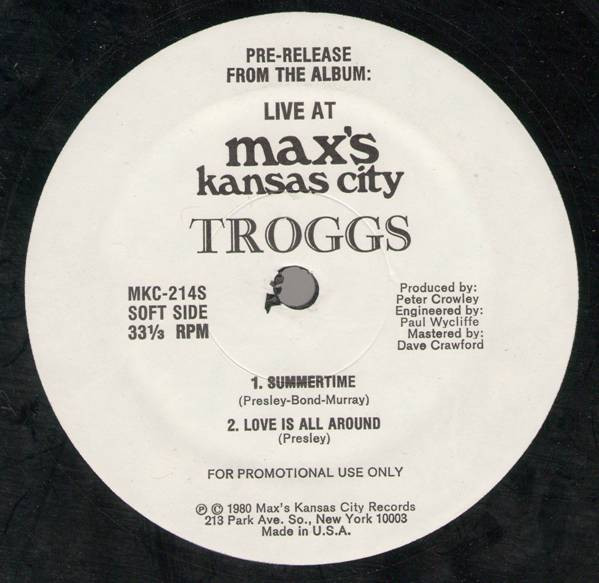 PRE-RELEASE
FROM THE ALBUM:
LIVE AT
max's
kansas city
TROGGS
MKC-214S
SOFT SIDE
33⅓ RPM
Produced by:
Peter Crowley
Engineered by:
Paul Wycliffe
Mastered by:
Dave Crawford
1. SUMMERTIME
(Presley-Bond-Murray)
2. LOVE IS ALL AROUND
(Presley)
FOR PROMOTIONAL USE ONLY
℗ © 1980 Max's Kansas City Records
213 Park Ave. So., New York 10003
Made in U.S.A.